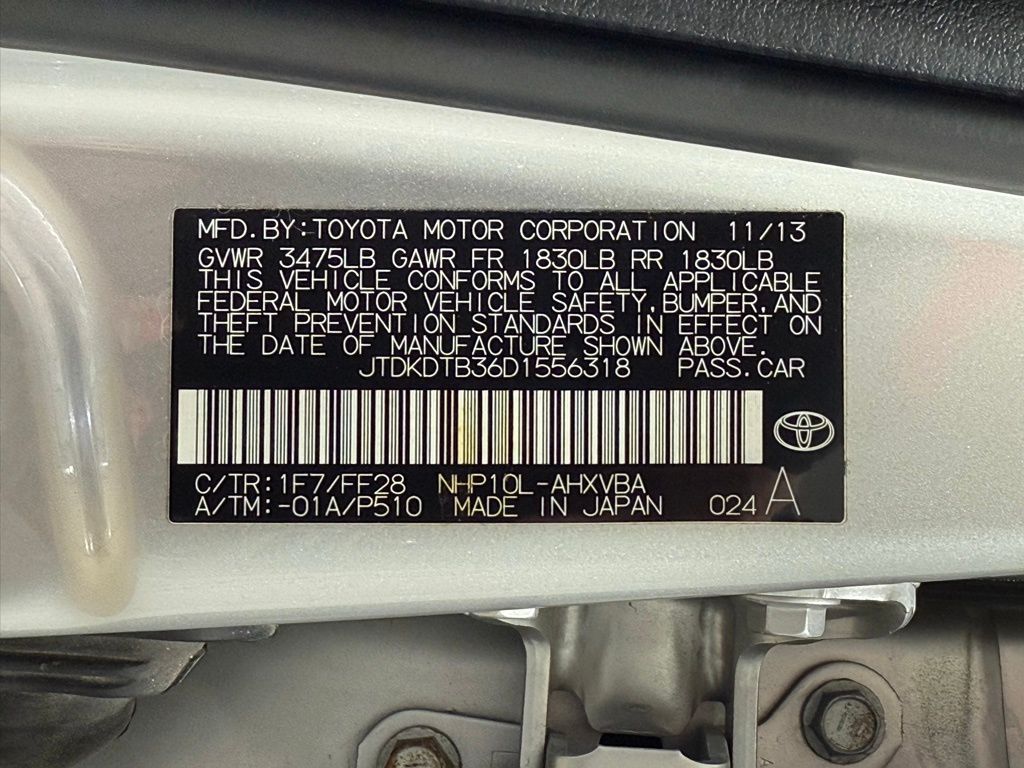 MFD.BY:TOYOTA MOTOR CORPORATION 11/13
GVWR 3475LB GAWR FR 1830LB RR 1830LB
THIS VEHICLE CONFORMS TO ALL APPLICABLE
FEDERAL MOTOR VEHICLE SAFETY,BUMPER,AND
THEFT PREVENTION STANDARDS IN EFFECT ON
THE DATE OF MANUFACTURE SHOWN ABOVE.
JTDKDTB36D1556318 PASS.CAR
C/TR:1F7/FF28 NHP10L-AHXVBA
A/TM:-01A/P510 MADE IN JAPAN 024 A